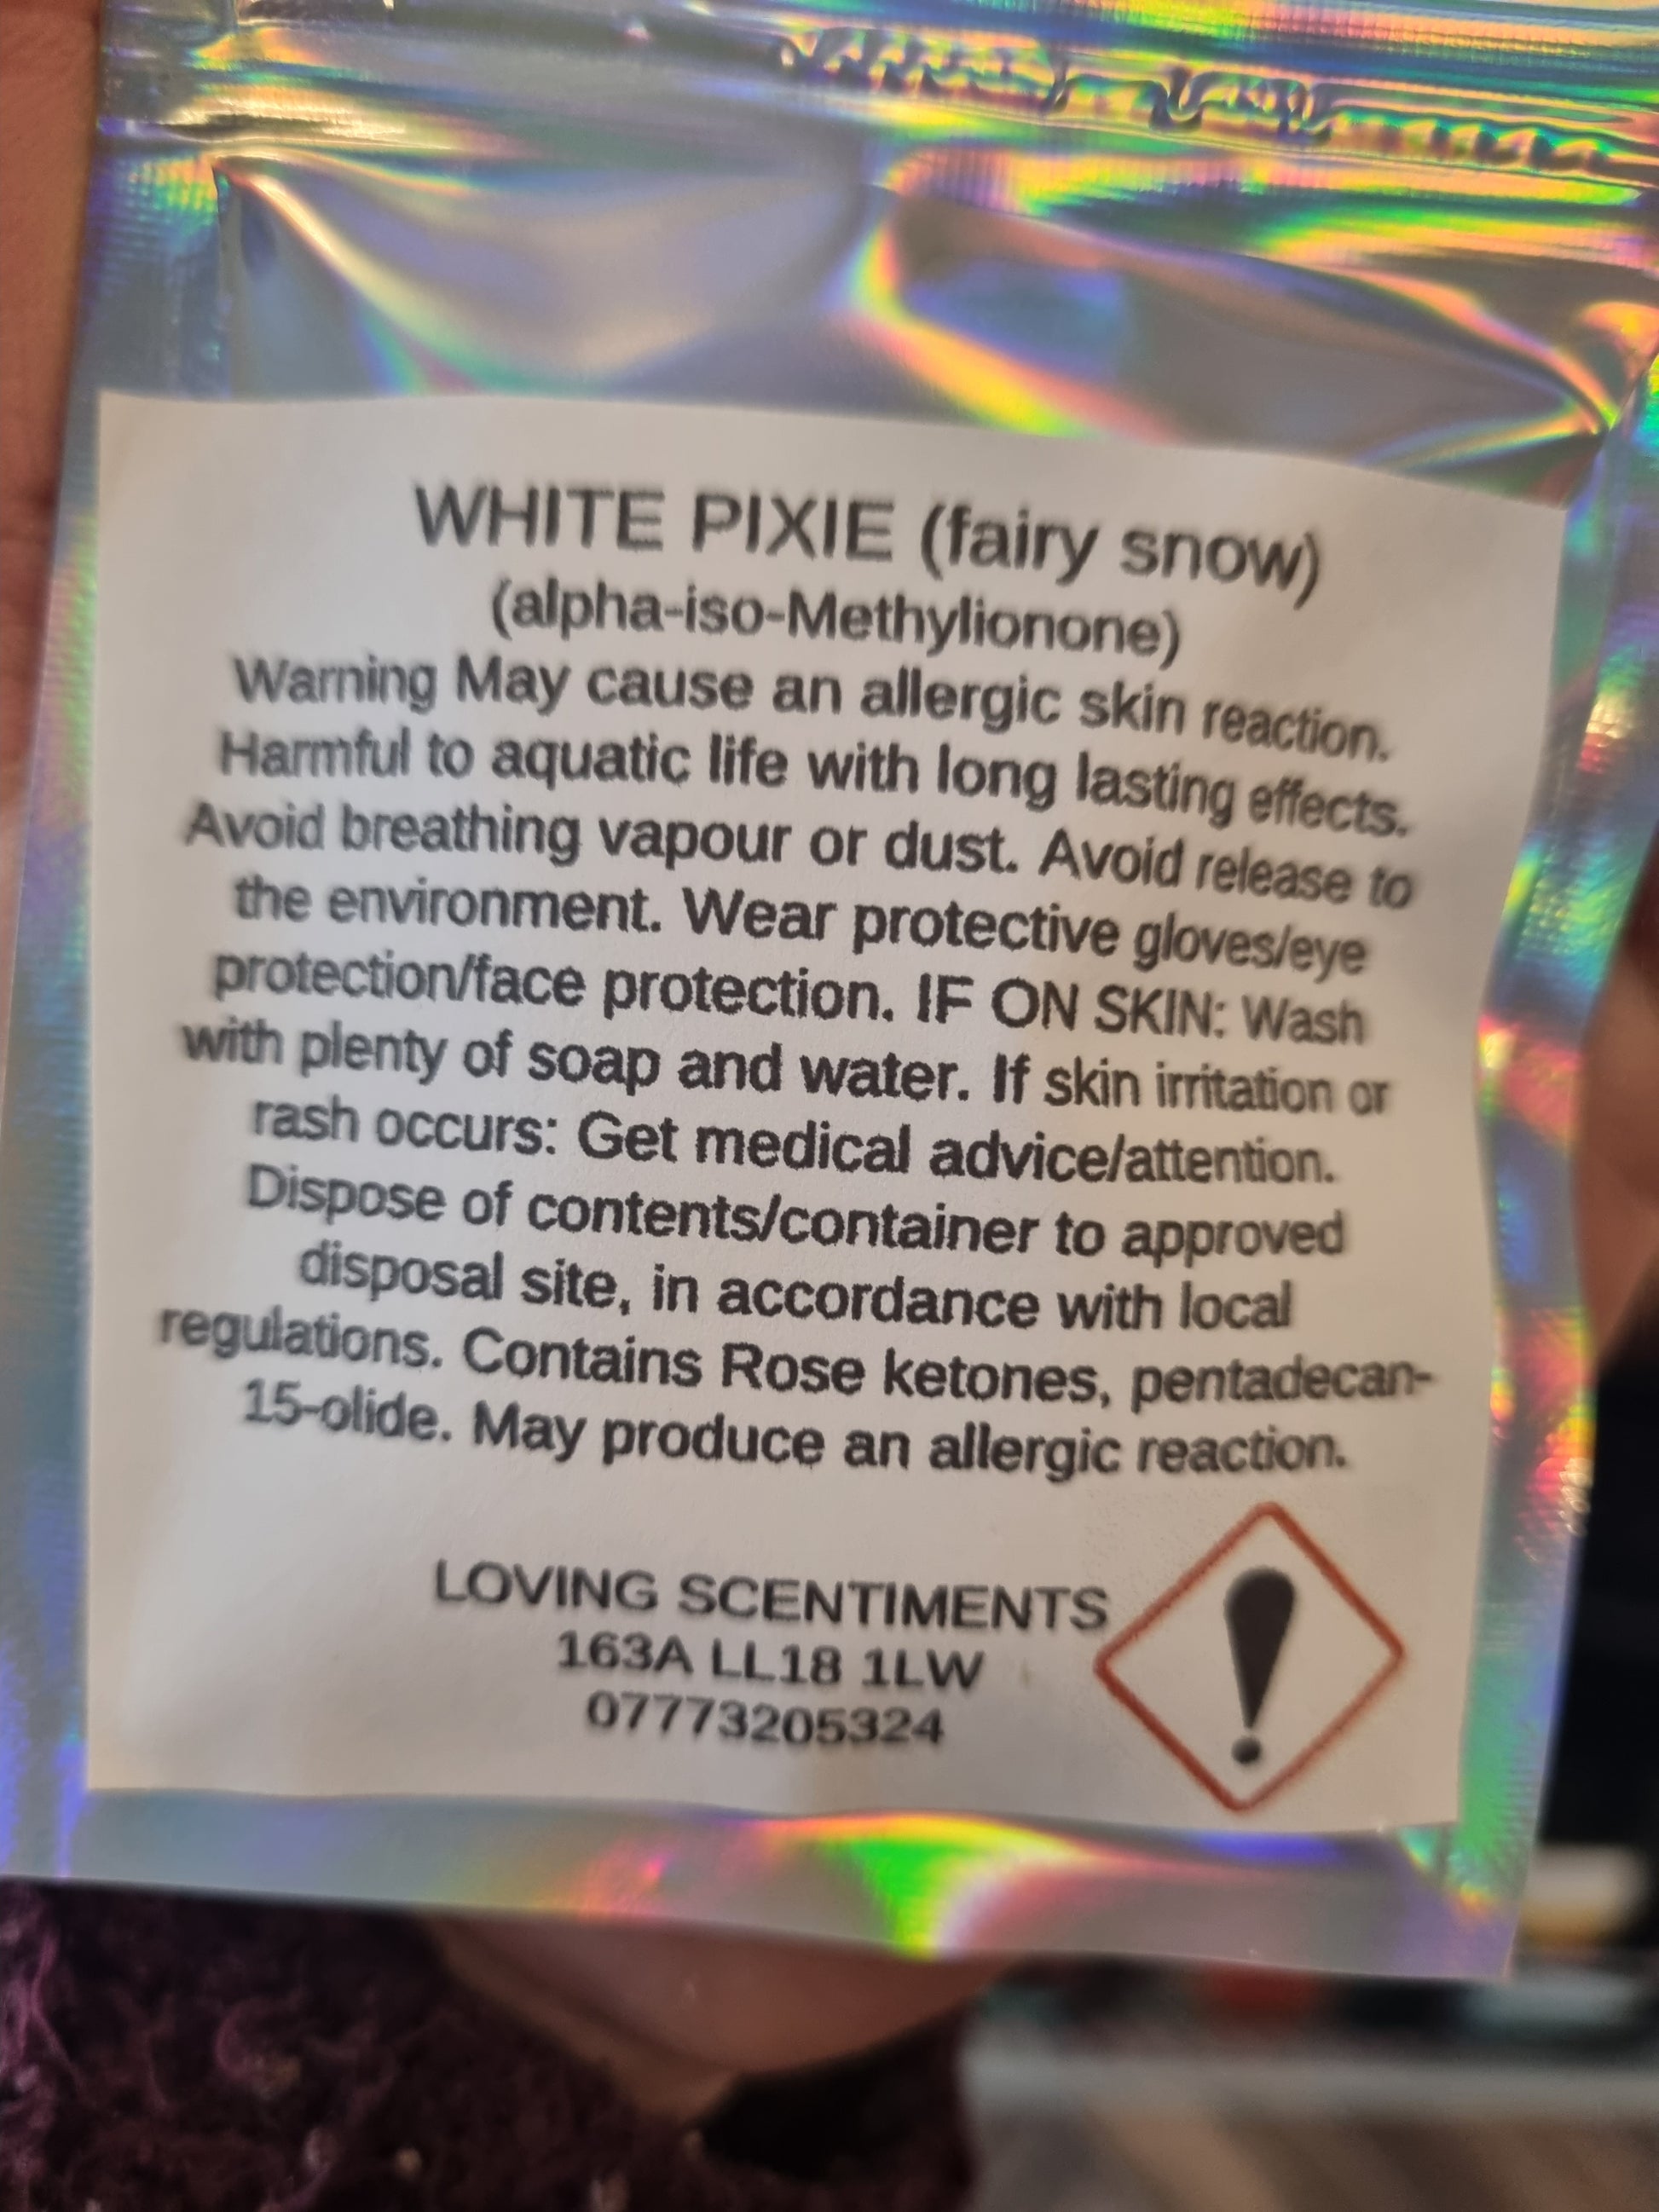 WHITE PIXIE (fairy snow)
(alpha-iso-Methylionone)
Warning May cause an allergic skin reaction.
Harmful to aquatic life with long lasting effects.
Avoid breathing vapour or dust. Avoid release to
the environment. Wear protective gloves/eye
protection/face protection. IF ON SKIN: Wash
with plenty of soap and water. If skin irritation or
rash occurs: Get medical advice/attention.
Dispose of contents/container to approved
disposal site, in accordance with local
regulations. Contains Rose ketones, pentadecan-
15-olide. May produce an allergic reaction.
LOVING SCENTIMENTS
163A LL18 1LW
07773205324